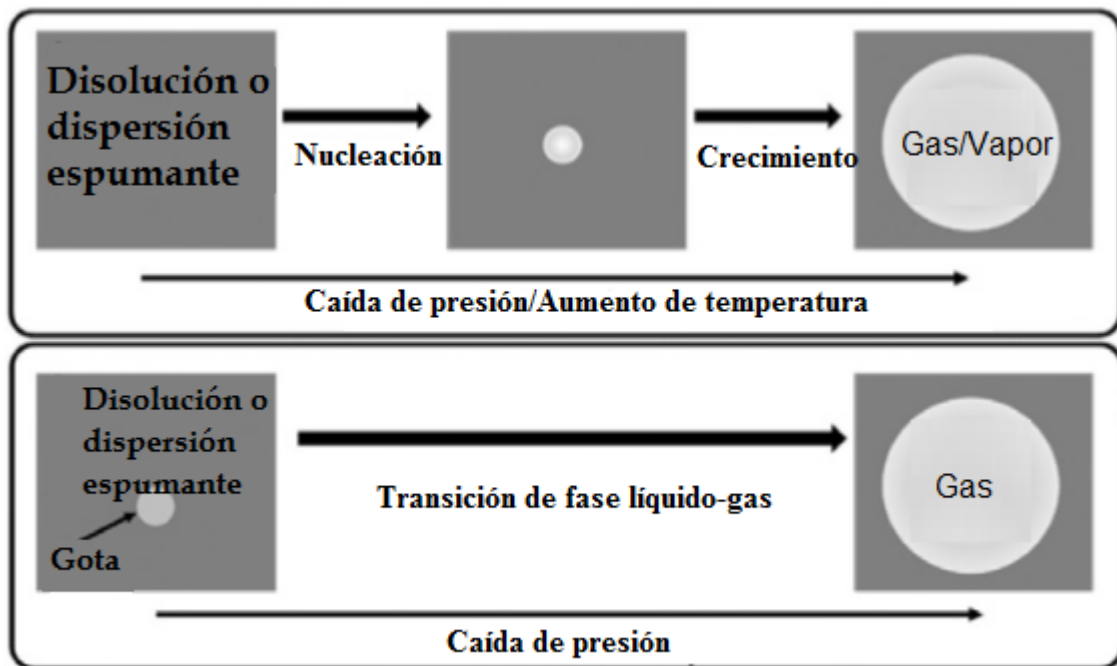 Disolución o
dispersión
espumante
Nucleación
Crecimiento
Gas/Vapor
Caída de presión/Aumento de temperatura
Disolución o
dispersión
espumante
Gota
Transición de fase líquido-gas
Gas
Caída de presión